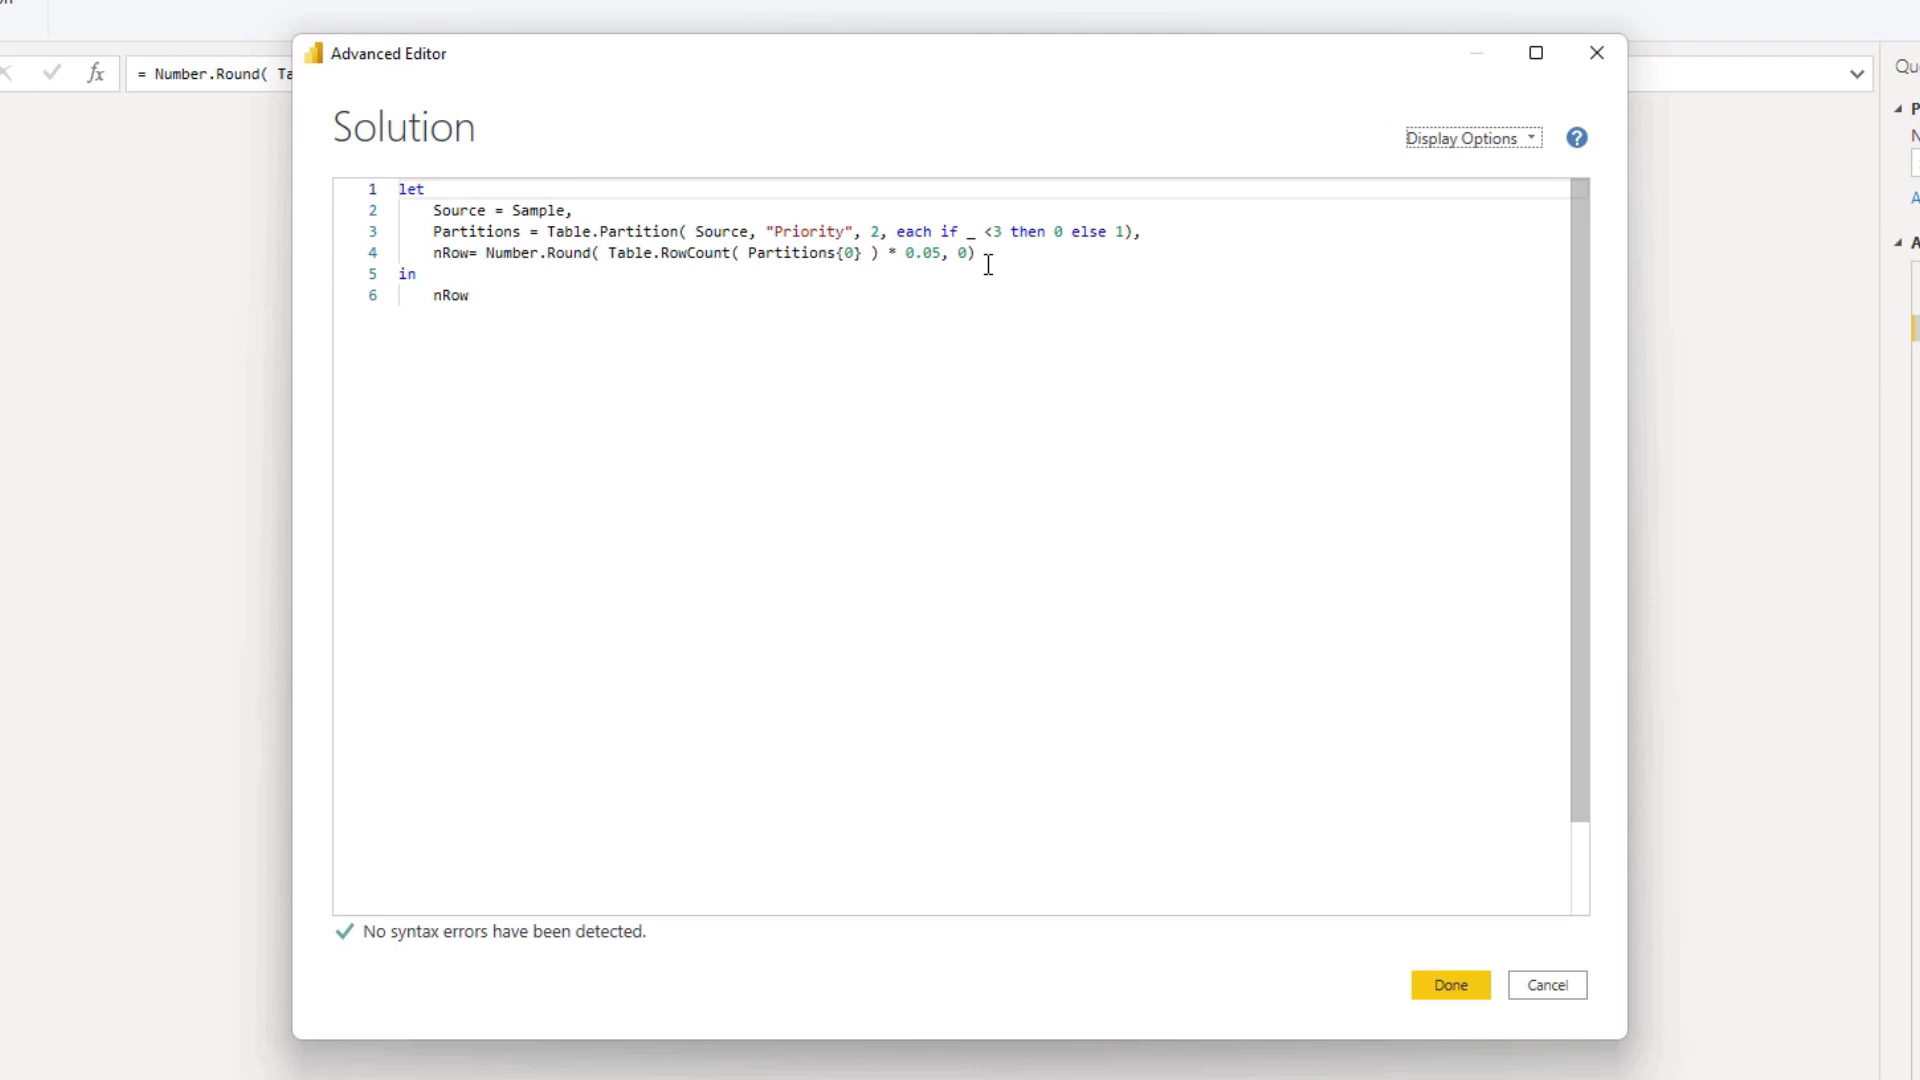 Advanced Editor
fx
= Number.Round( Ta
Solution
Display Options
?
1 let
2 Source = Sample,
3 Partitions = Table.Partition( Source, "Priority", 2, each if _ <3 then 0 else 1),
4 nRow= Number.Round( Table.RowCount( Partitions{0} ) * 0.05, 0)
5 in
6 nRow
No syntax errors have been detected.
Done
Cancel